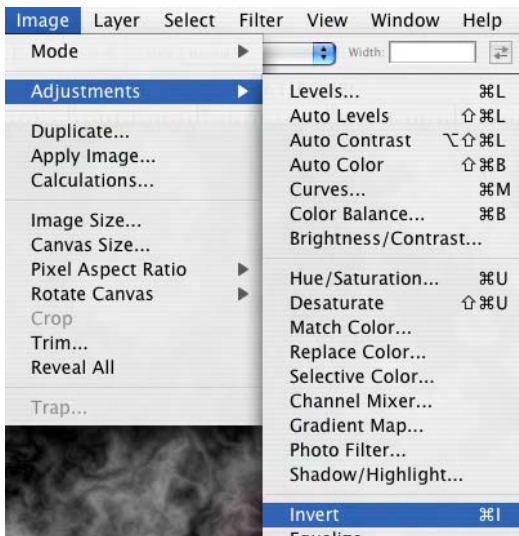 Image Layer Select Filter View Window Help
Mode
Width:
Adjustments
Duplicate...
Apply Image...
Calculations...
Image Size...
Canvas Size...
Pixel Aspect Ratio
Rotate Canvas
Crop
Trim...
Reveal All
Trap...
Levels... ⌘L
Auto Levels ⇧⌘L
Auto Contrast ⌥⇧⌘L
Auto Color ⇧⌘B
Curves... ⌘M
Color Balance... ⌘B
Brightness/Contrast...
Hue/Saturation... ⌘U
Desaturate ⇧⌘U
Match Color...
Replace Color...
Selective Color...
Channel Mixer...
Gradient Map...
Photo Filter...
Shadow/Highlight...
Invert ⌘I